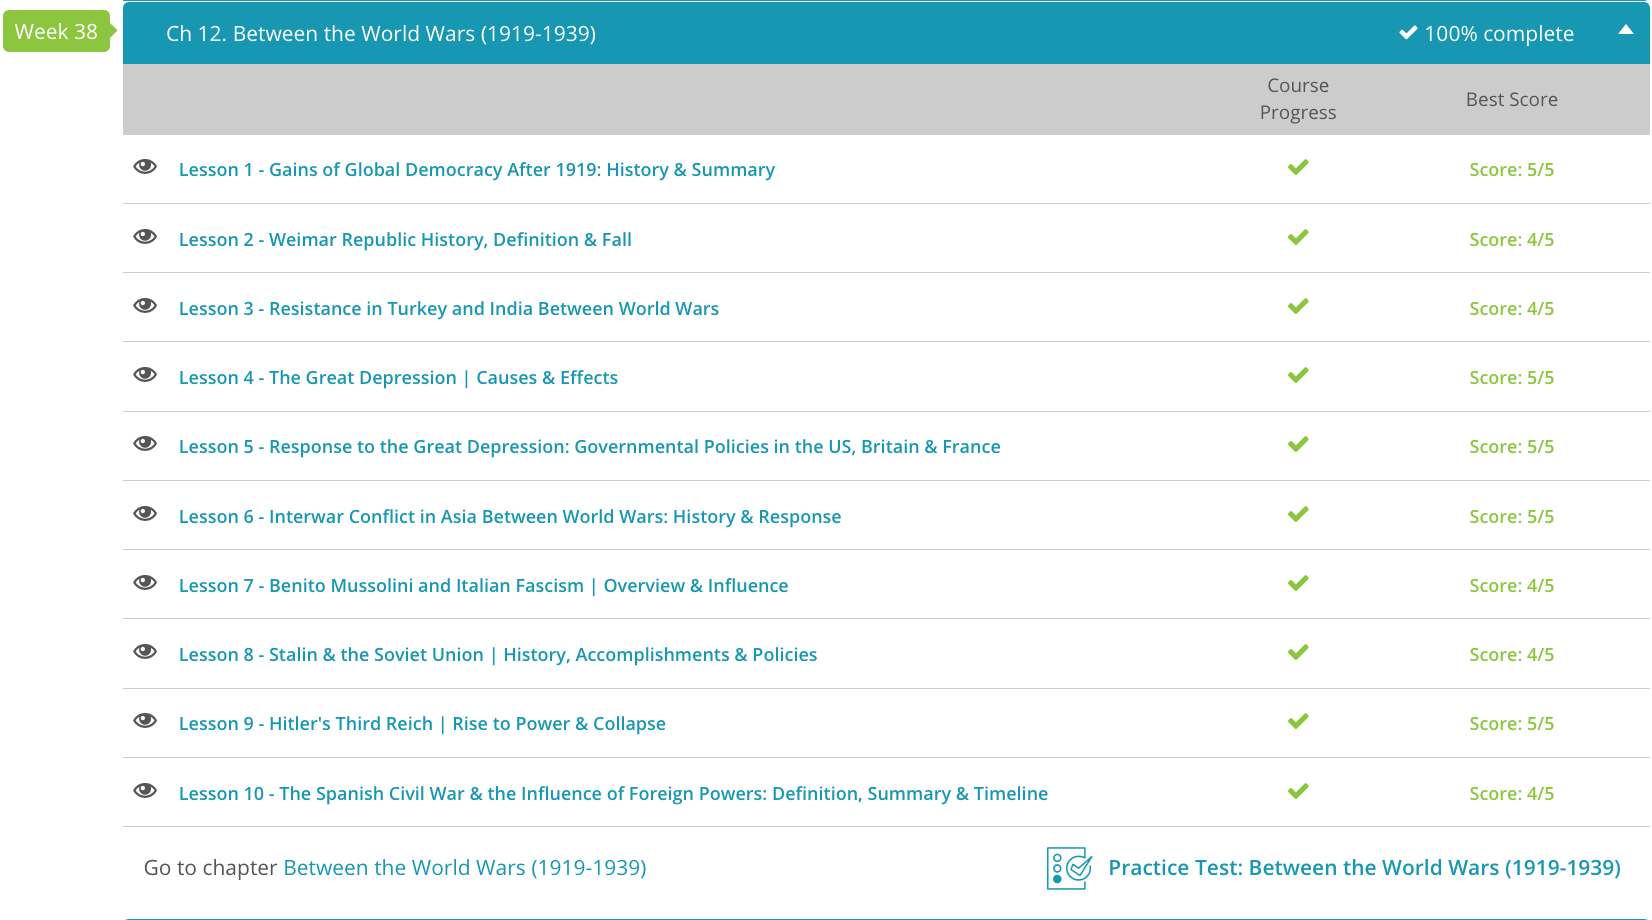 Week 38
Ch 12. Between the World Wars (1919-1939)
100% complete
Course
Progress
Best Score
Lesson 1 - Gains of Global Democracy After 1919: History & Summary
Score: 5/5
Lesson 2 - Weimar Republic History, Definition & Fall
Score: 4/5
Lesson 3 - Resistance in Turkey and India Between World Wars
Score: 4/5
Lesson 4 - The Great Depression | Causes & Effects
Score: 5/5
Lesson 5 - Response to the Great Depression: Governmental Policies in the US, Britain & France
Score: 5/5
Lesson 6 - Interwar Conflict in Asia Between World Wars: History & Response
Score: 5/5
Lesson 7 - Benito Mussolini and Italian Fascism | Overview & Influence
Score: 4/5
Lesson 8 - Stalin & the Soviet Union | History, Accomplishments & Policies
Score: 4/5
Lesson 9 - Hitler's Third Reich | Rise to Power & Collapse
Score: 5/5
Lesson 10 - The Spanish Civil War & the Influence of Foreign Powers: Definition, Summary & Timeline
Score: 4/5
Go to chapter Between the World Wars (1919-1939)
Practice Test: Between the World Wars (1919-1939)